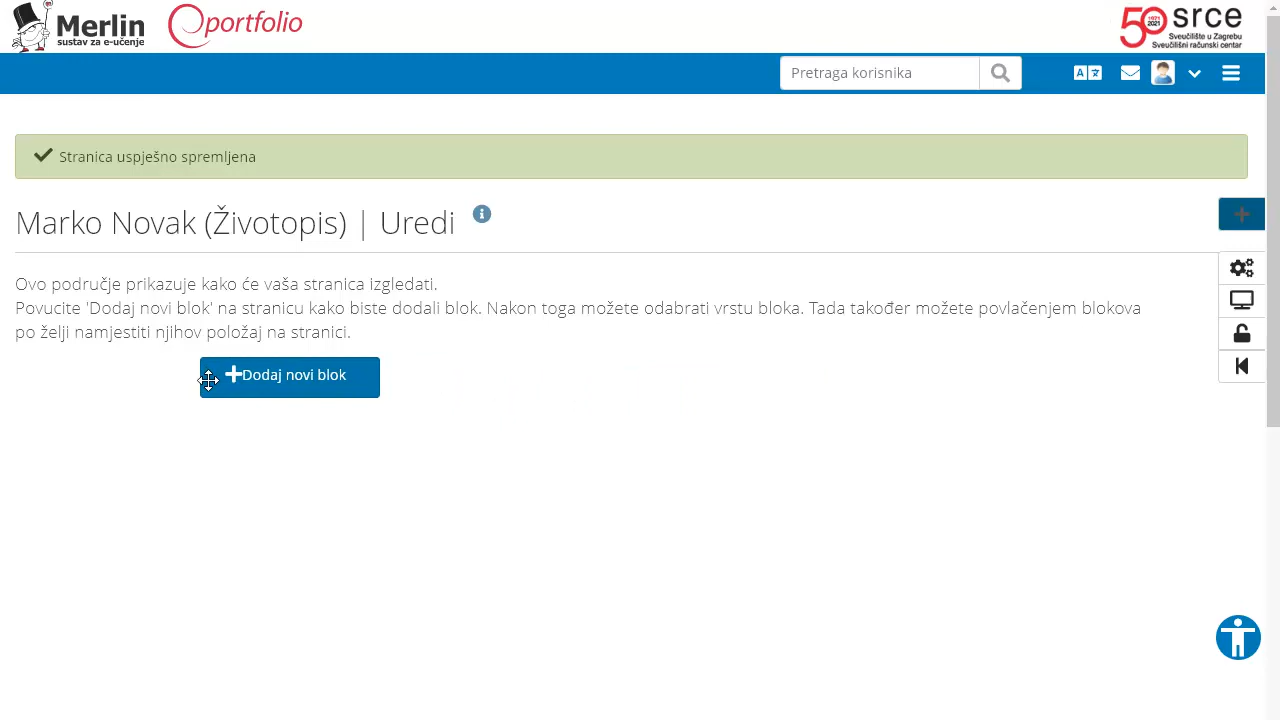 Merlin
sustav za e-učenje
portfolio
50 srce
1971 2021
Sveučilište u Zagrebu
Sveučilišni računski centar
Pretraga korisnika
Stranica uspješno spremljena
Marko Novak (Životopis) | Uredi
Ovo područje prikazuje kako će vaša stranica izgledati.
Povucite 'Dodaj novi blok' na stranicu kako biste dodali blok. Nakon toga možete odabrati vrstu bloka. Tada također možete povlačenjem blokova
po želji namjestiti njihov položaj na stranici.
Dodaj novi blok